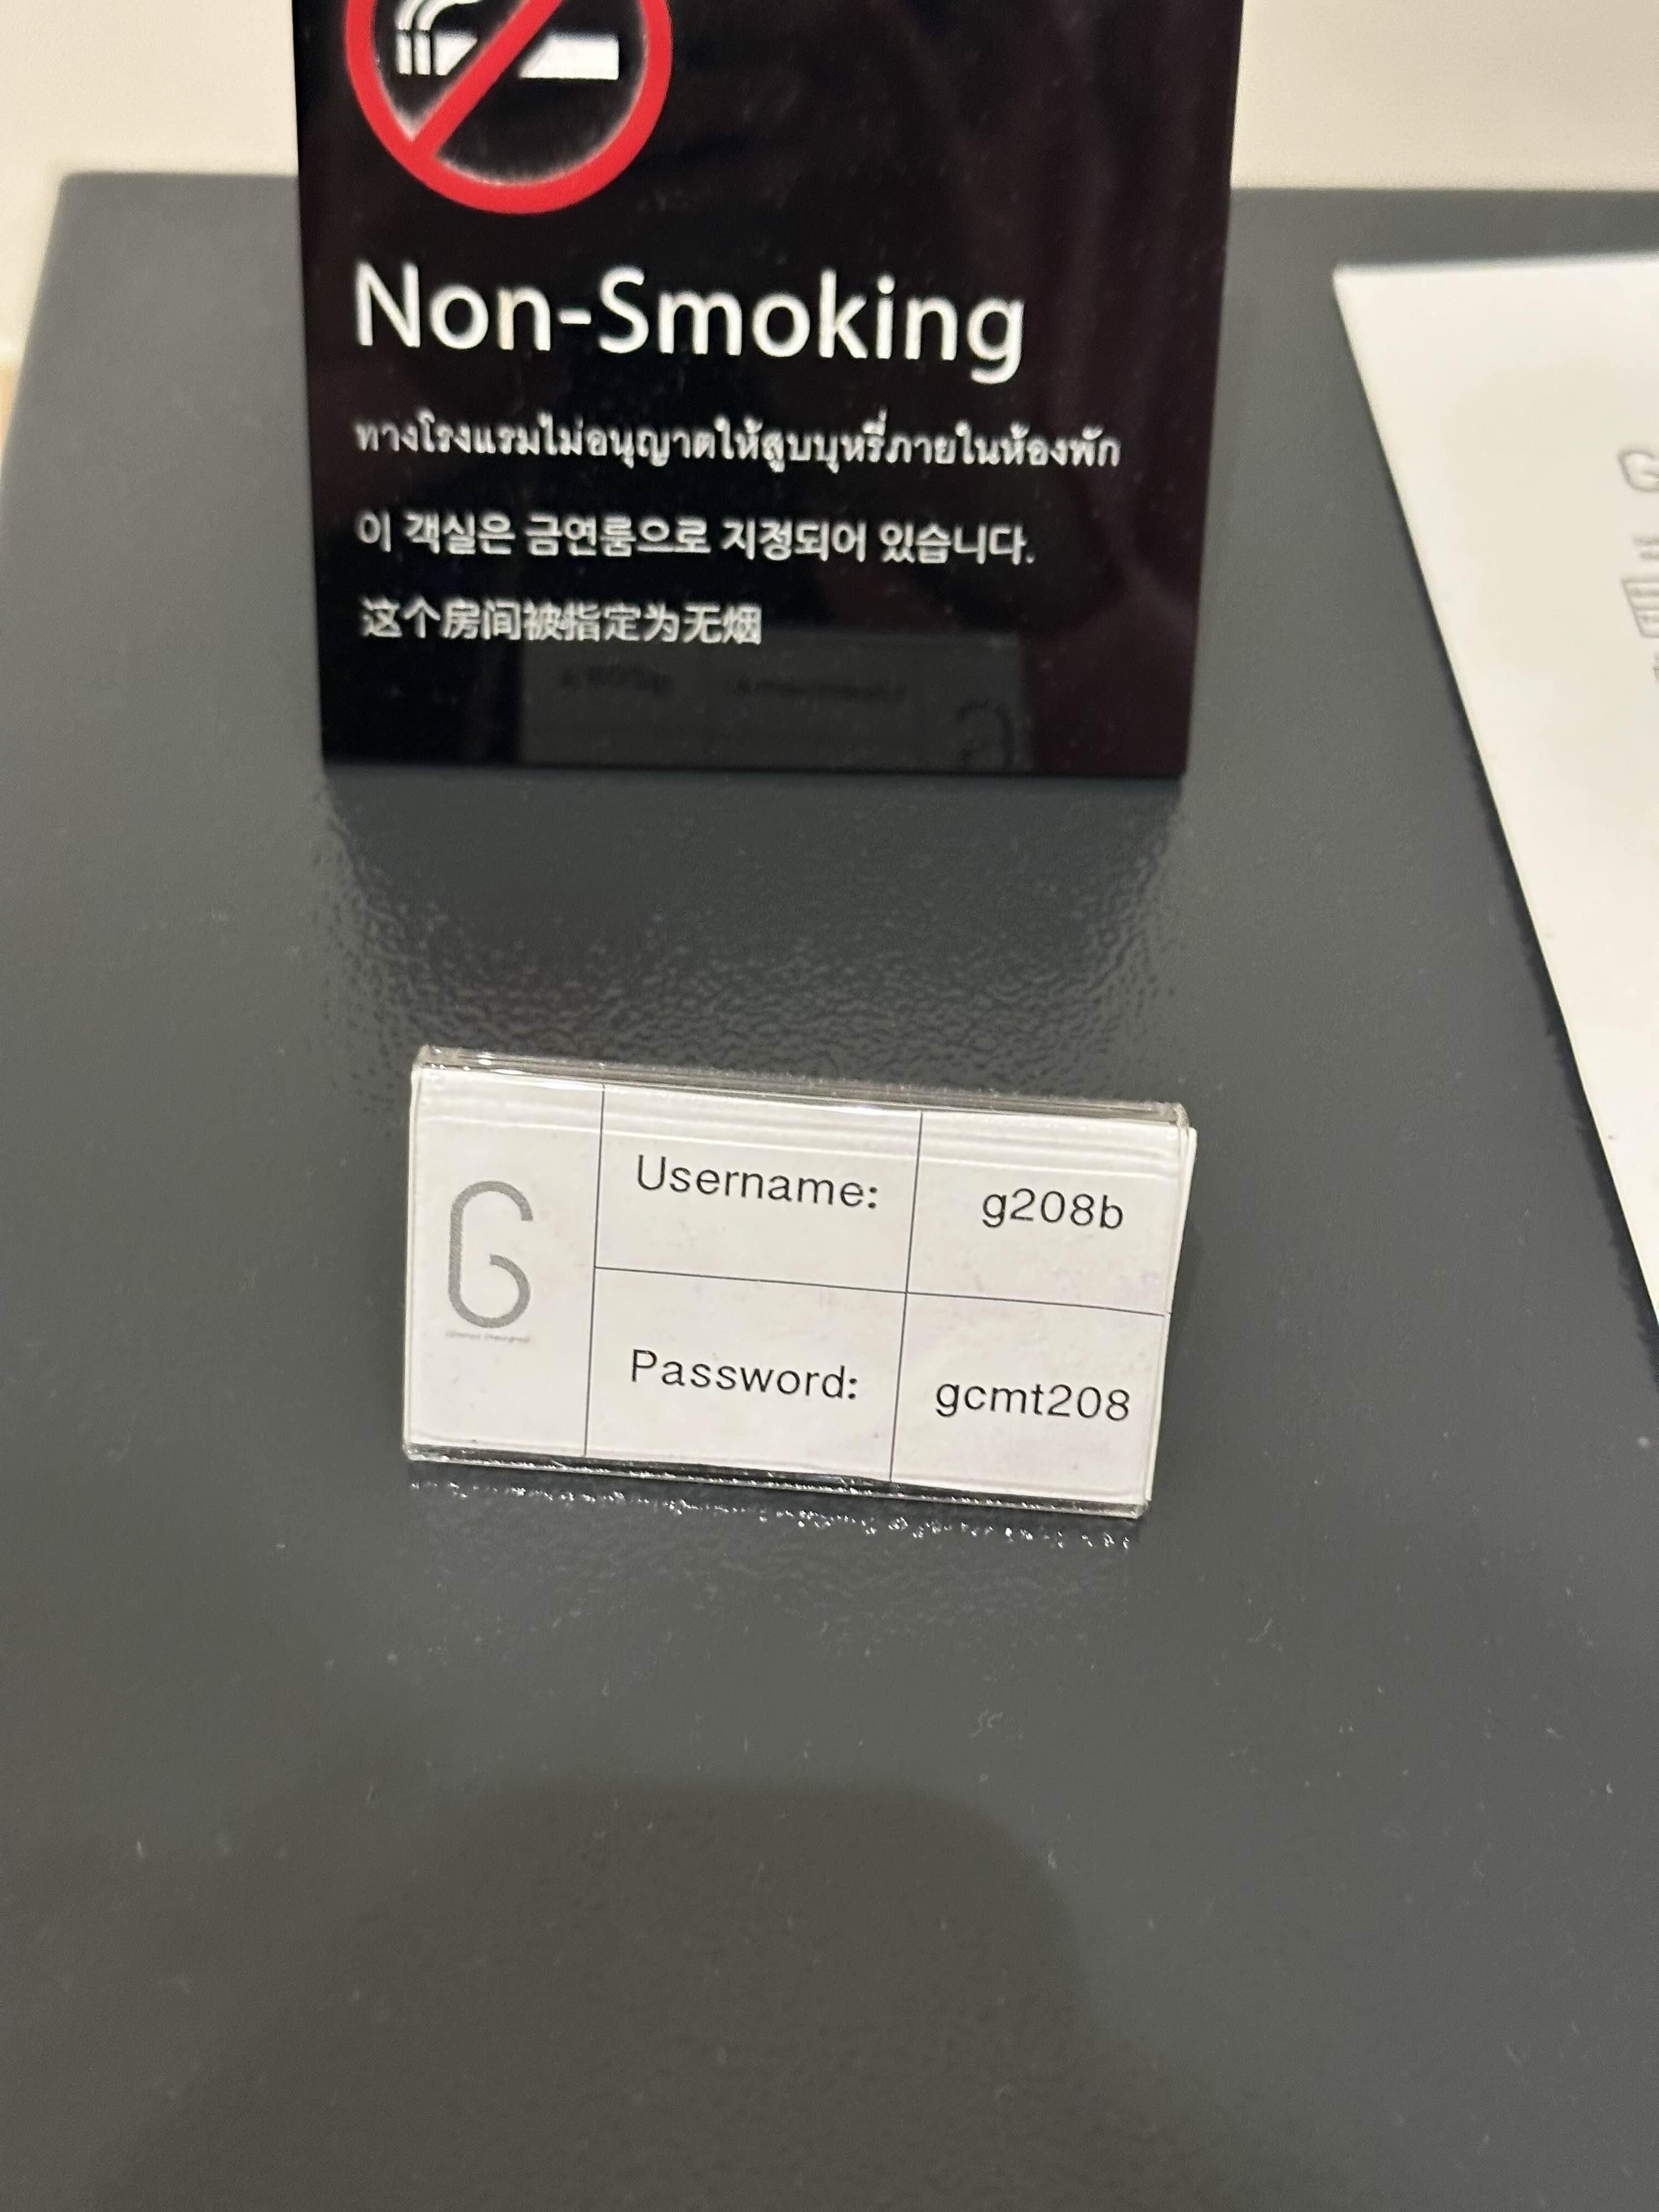 Non-Smoking
ทางโรงแรมไม่อนุญาตให้สูบบุหรี่ภายในห้องพัก
이 객실은 금연룸으로 지정되어 있습니다.
这个房间被指定为无烟
G
Username: g208b
Password: gcmt208